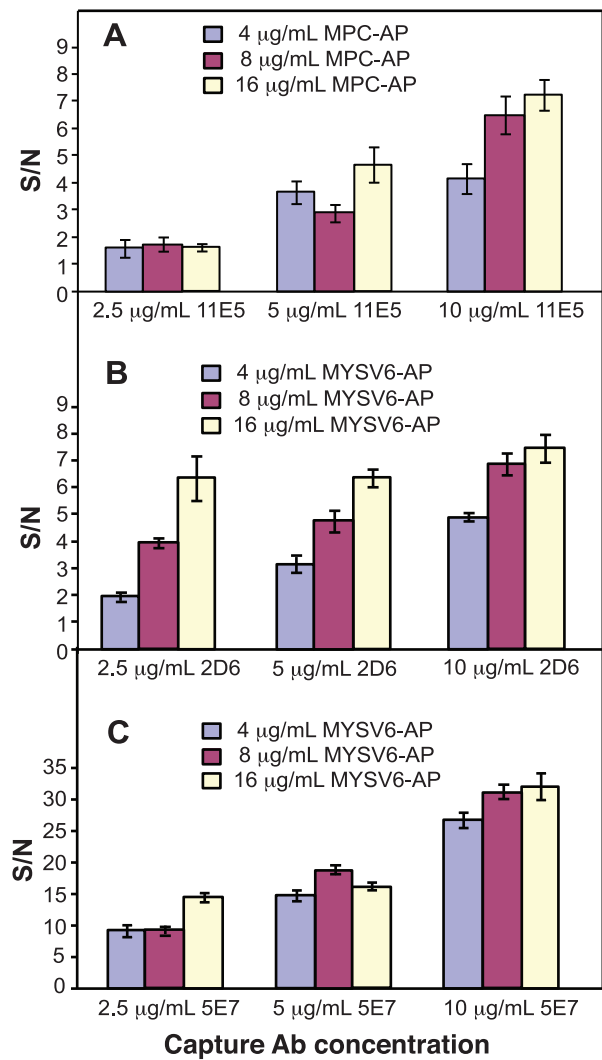 A
4 μg/mL MPC-AP
8 μg/mL MPC-AP
16 μg/mL MPC-AP
S/N
9
8
7
6
5
4
3
2
1
0
2.5 μg/mL 11E5
5 μg/mL 11E5
10 μg/mL 11E5
B
4 μg/mL MYSV6-AP
8 μg/mL MYSV6-AP
16 μg/mL MYSV6-AP
S/N
9
8
7
6
5
4
3
2
1
0
2.5 μg/mL 2D6
5 μg/mL 2D6
10 μg/mL 2D6
C
4 μg/mL MYSV6-AP
8 μg/mL MYSV6-AP
16 μg/mL MYSV6-AP
S/N
35
30
25
20
15
10
5
0
2.5 μg/mL 5E7
5 μg/mL 5E7
10 μg/mL 5E7
Capture Ab concentration